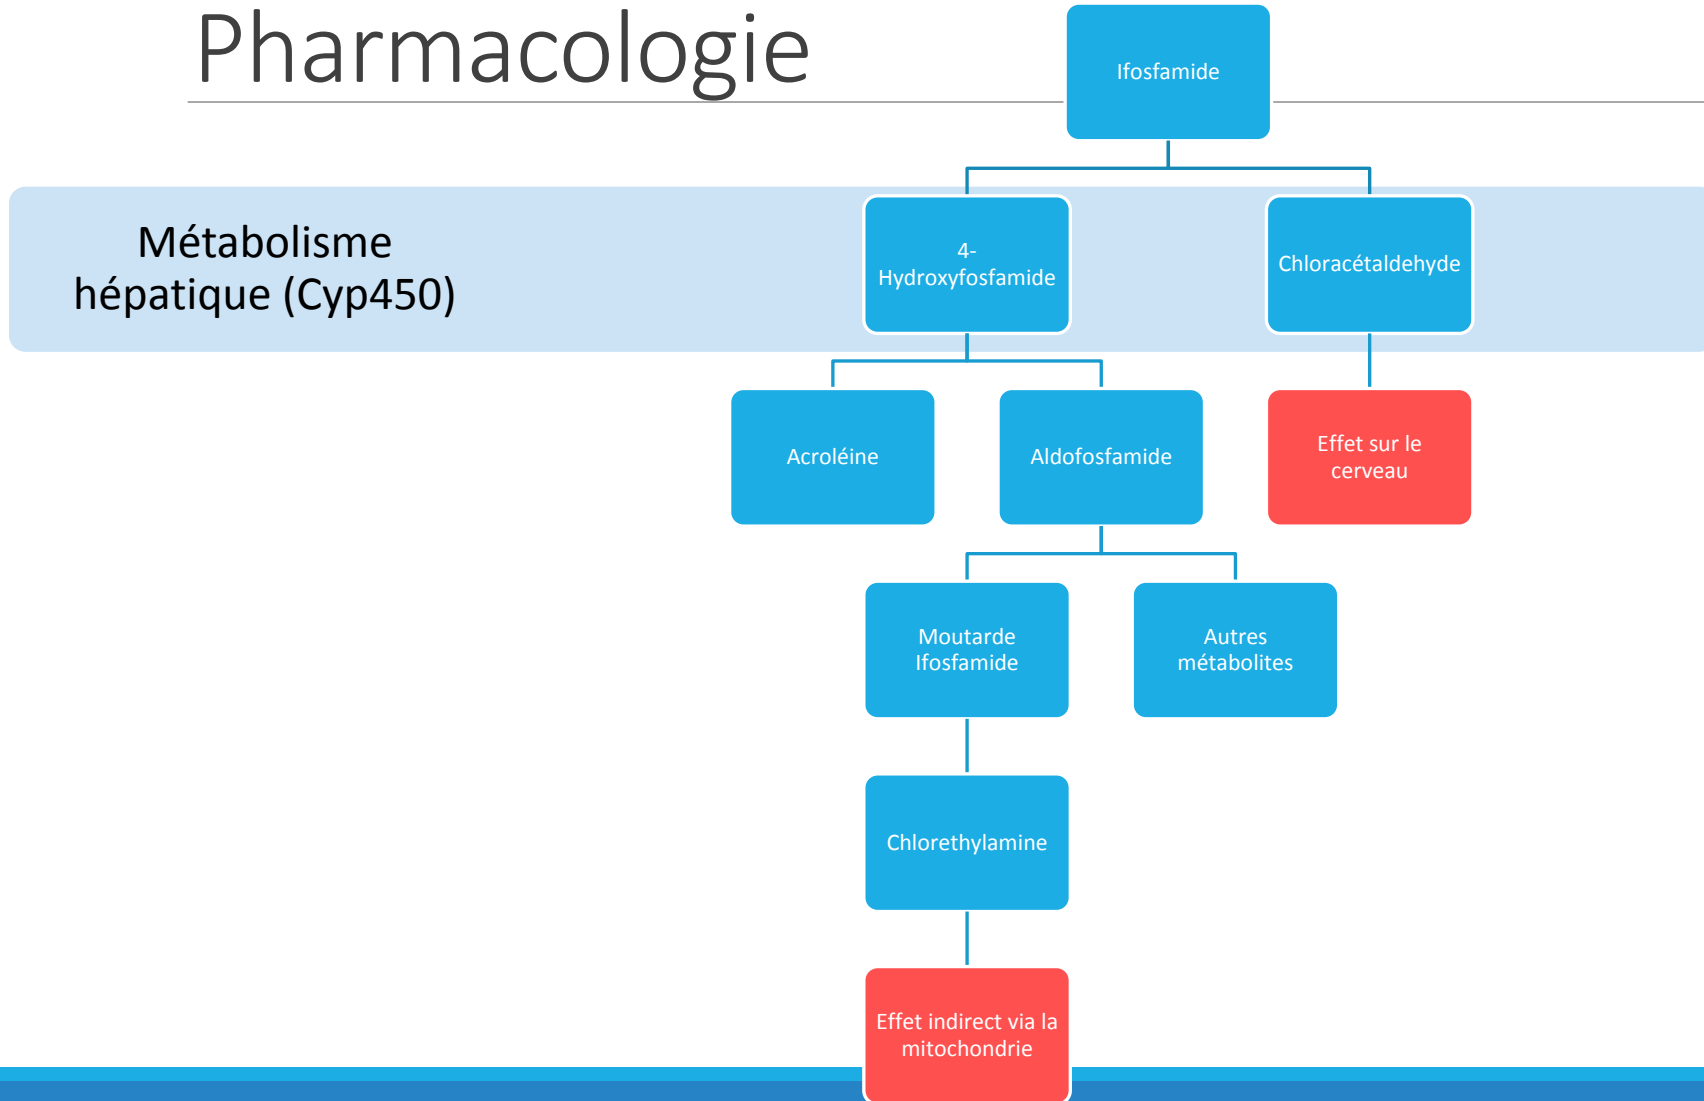 Pharmacologie
Ifosfamide
Métabolisme
hépatique (Cyp450)
4-
Hydroxyfosfamide
Chloracétaldehyde
Acroléine
Aldofosfamide
Effet sur le
cerveau
Moutarde
Ifosfamide
Autres
métabolites
Chlorethylamine
Effet indirect via la
mitochondrie